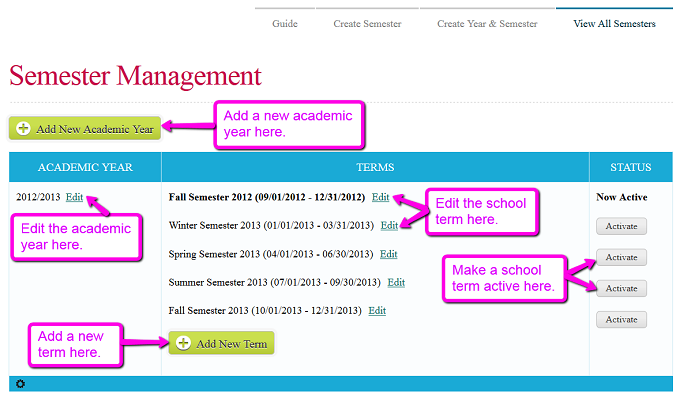 Guide Create Semester Create Year & Semester View All Semesters
Semester Management
Add a new academic
year here.
Add New Academic Year
ACADEMIC YEAR TERMS STATUS
2012/2013 Edit Fall Semester 2012 (09/01/2012 - 12/31/2012) Edit Now Active
Edit the school
term here.
Edit the academic
year here.
Winter Semester 2013 (01/01/2013 - 03/31/2013) Edit Activate
Spring Semester 2013 (04/01/2013 - 06/30/2013) Edit Activate
Make a school
term active here.
Summer Semester 2013 (07/01/2013 - 09/30/2013) Edit Activate
Fall Semester 2013 (10/01/2013 - 12/31/2013) Edit Activate
Add a new
term here.
Add New Term